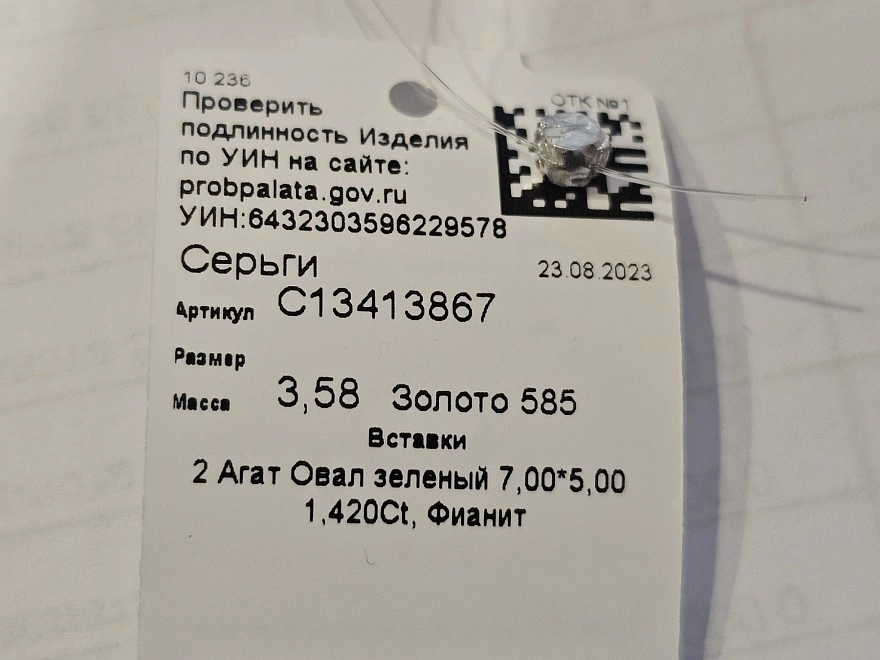 10 236
ОТК №1
Проверить
подлинность Изделия
по УИН на сайте:
probpalata.gov.ru
УИН:6432303596229578
Серьги 23.08.2023
Артикул С13413867
Размер
Масса 3,58 Золото 585
Вставки
2 Агат Овал зеленый 7,00*5,00
1,420Ct, Фианит